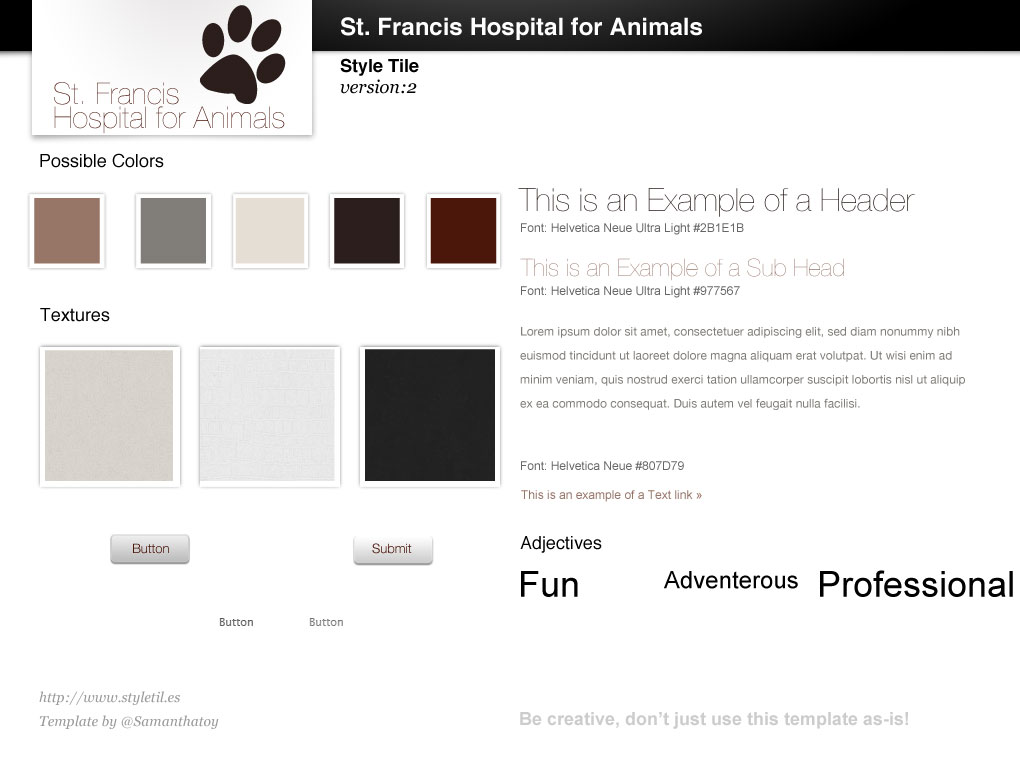 St. Francis Hospital for Animals
St. Francis
Hospital for Animals
Style Tile
version:2
Possible Colors
Textures
Button
Submit
Button
Button
This is an Example of a Header
Font: Helvetica Neue Ultra Light #2B1E1B
This is an Example of a Sub Head
Font: Helvetica Neue Ultra Light #977567
Lorem ipsum dolor sit amet, consectetuer adipiscing elit, sed diam nonummy nibh
euismod tincidunt ut laoreet dolore magna aliquam erat volutpat. Ut wisi enim ad
minim veniam, quis nostrud exerci tation ullamcorper suscipit lobortis nisl ut aliquip
ex ea commodo consequat. Duis autem vel feugait nulla facilisi.
Font: Helvetica Neue #807D79
This is an example of a Text link »
Adjectives
Fun
Adventerous
Professional
http://www.styletil.es
Template by @Samanthatoy
Be creative, don’t just use this template as-is!